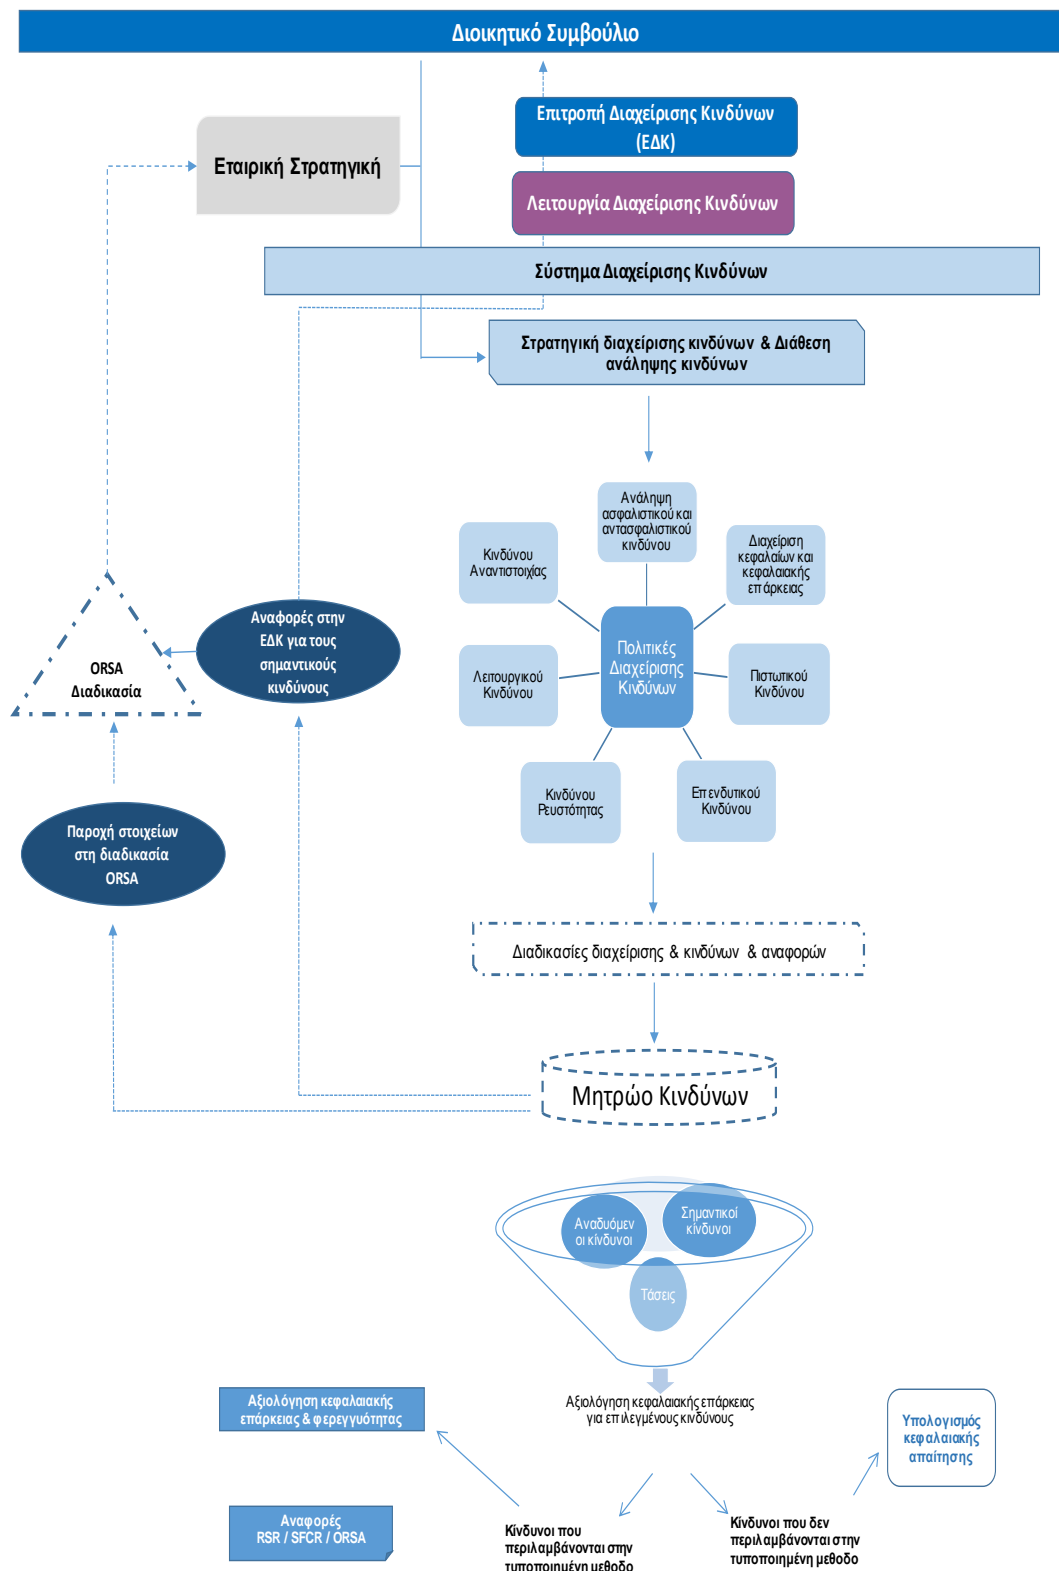 Διοικητικό Συμβούλιο
Επιτροπή Διαχείρισης Κινδύνων
(ΕΔΚ)
Εταιρική Στρατηγική
Λειτουργία Διαχείρισης Κινδύνων
Σύστημα Διαχείρισης Κινδύνων
Στρατηγική διαχείρισης κινδύνων & Διάθεση
ανάληψης κινδύνων
Ανάληψη
ασφαλιστικού και
αντασφαλιστικού
κινδύνου
Κινδύνου
Αναντιστοιχίας
Διαχείριση
κεφαλαίων και
κεφαλαιακής
επάρκειας
Πολιτικές
Διαχείρισης
Κινδύνων
Λειτουργικού
Κινδύνου
Πιστωτικού
Κινδύνου
Κινδύνου
Ρευστότητας
Επενδυτικού
Κινδύνου
Αναφορές στην
ΕΔΚ για τους
σημαντικούς
κινδύνους
ORSA
Διαδικασία
Παροχή στοιχείων
στη διαδικασία
ORSA
Διαδικασίες διαχείρισης & κινδύνων & αναφορών
Μητρώο Κινδύνων
Αναδυόμεν
οι κίνδυνοι
Σημαντικοί
κίνδυνοι
Τάσεις
Αξιολόγηση κεφαλαιακής επάρκειας
για επιλεγμένους κινδύνους
Αξιολόγηση κεφαλαιακής
επάρκειας & φερεγγυότητας
Υπολογισμός
κεφαλαιακής
απαίτησης
Αναφορές
RSR / SFCR / ORSA
Κίνδυνοι που
περιλαμβάνονται στην
τυποποιημένη μεθοδο
Κίνδυνοι που δεν
περιλαμβάνονται στην
τυποποιημένη μεθοδο